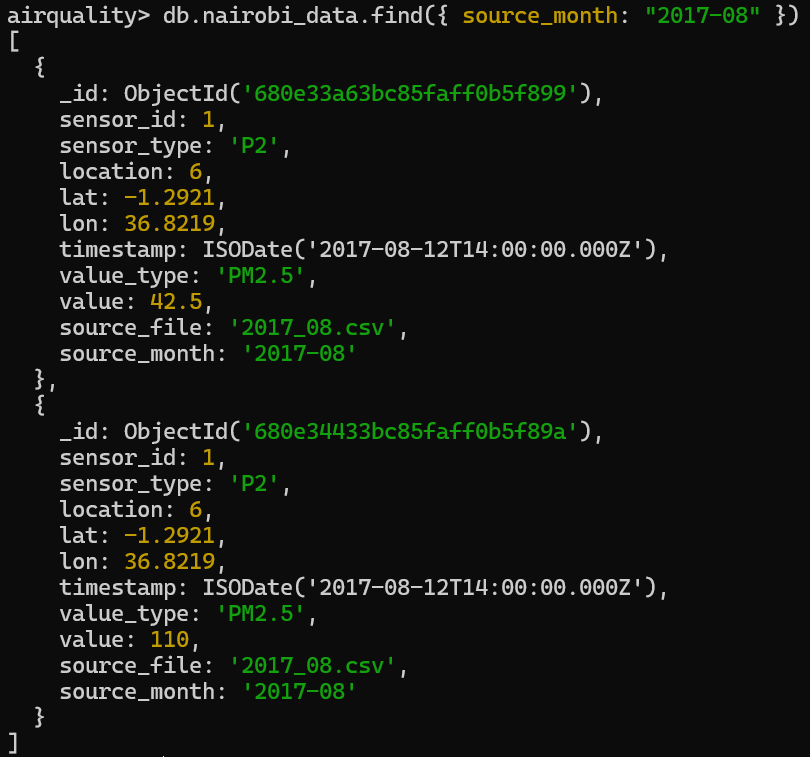 airquality> db.nairobi_data.find({ source_month: "2017-08" })
[
  {
    _id: ObjectId('680e33a63bc85faff0b5f899'),
    sensor_id: 1,
    sensor_type: 'P2',
    location: 6,
    lat: -1.2921,
    lon: 36.8219,
    timestamp: ISODate('2017-08-12T14:00:00.000Z'),
    value_type: 'PM2.5',
    value: 42.5,
    source_file: '2017_08.csv',
    source_month: '2017-08'
  },
  {
    _id: ObjectId('680e34433bc85faff0b5f89a'),
    sensor_id: 1,
    sensor_type: 'P2',
    location: 6,
    lat: -1.2921,
    lon: 36.8219,
    timestamp: ISODate('2017-08-12T14:00:00.000Z'),
    value_type: 'PM2.5',
    value: 110,
    source_file: '2017_08.csv',
    source_month: '2017-08'
  }
]